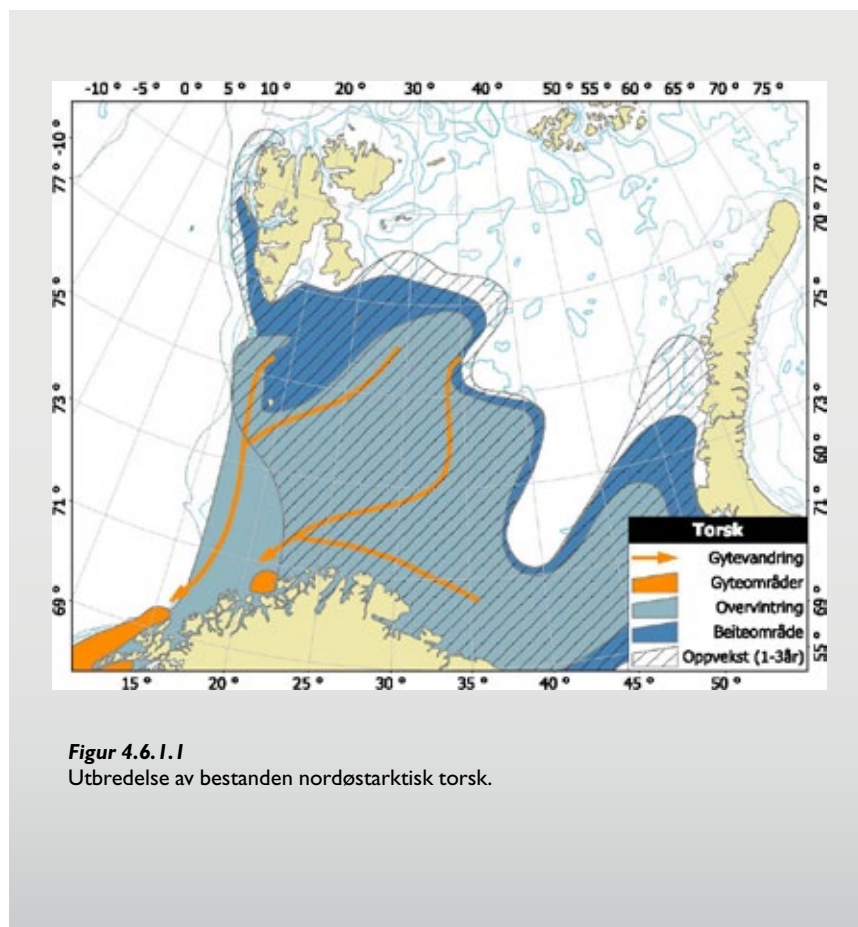 -10 ° -5 ° 0 ° 5 ° 10 ° 20 ° 30 ° 40 ° 50 ° 55 ° 60 ° 65 ° 70 ° 75 °
-10 °
77 °
75 °
73 °
71 °
69 °
77 °
70 °
75 °
73 °
60 °
71 °
69 °
55 °
Torsk
Gytevandring
Gyteområder
Overvintring
Beiteområde
Oppvekst (1-3år)
15 ° 20 ° 25 ° 30 ° 35 ° 40 ° 45 ° 50 °
Figur 4.6.1.1
Utbredelse av bestanden nordøstarktisk torsk.